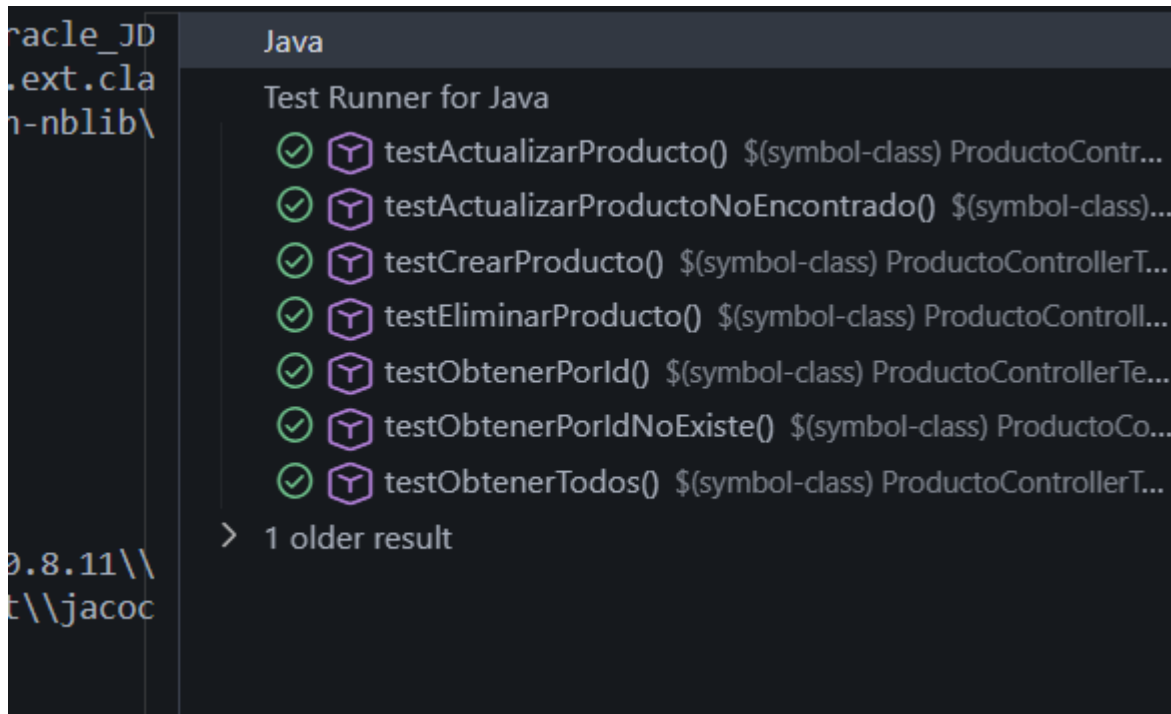 racle_JD
.ext.cla
n-nblib\
0.8.11\\
t\\jacoc
Java
Test Runner for Java
testActualizarProducto() $(symbol-class) ProductoContr...
testActualizarProductoNoEncontrado() $(symbol-class)...
testCrearProducto() $(symbol-class) ProductoControllerT...
testEliminarProducto() $(symbol-class) ProductoControll...
testObtenerPorId() $(symbol-class) ProductoControllerTe...
testObtenerPorIdNoExiste() $(symbol-class) ProductoCo...
testObtenerTodos() $(symbol-class) ProductoControllerT...
1 older result